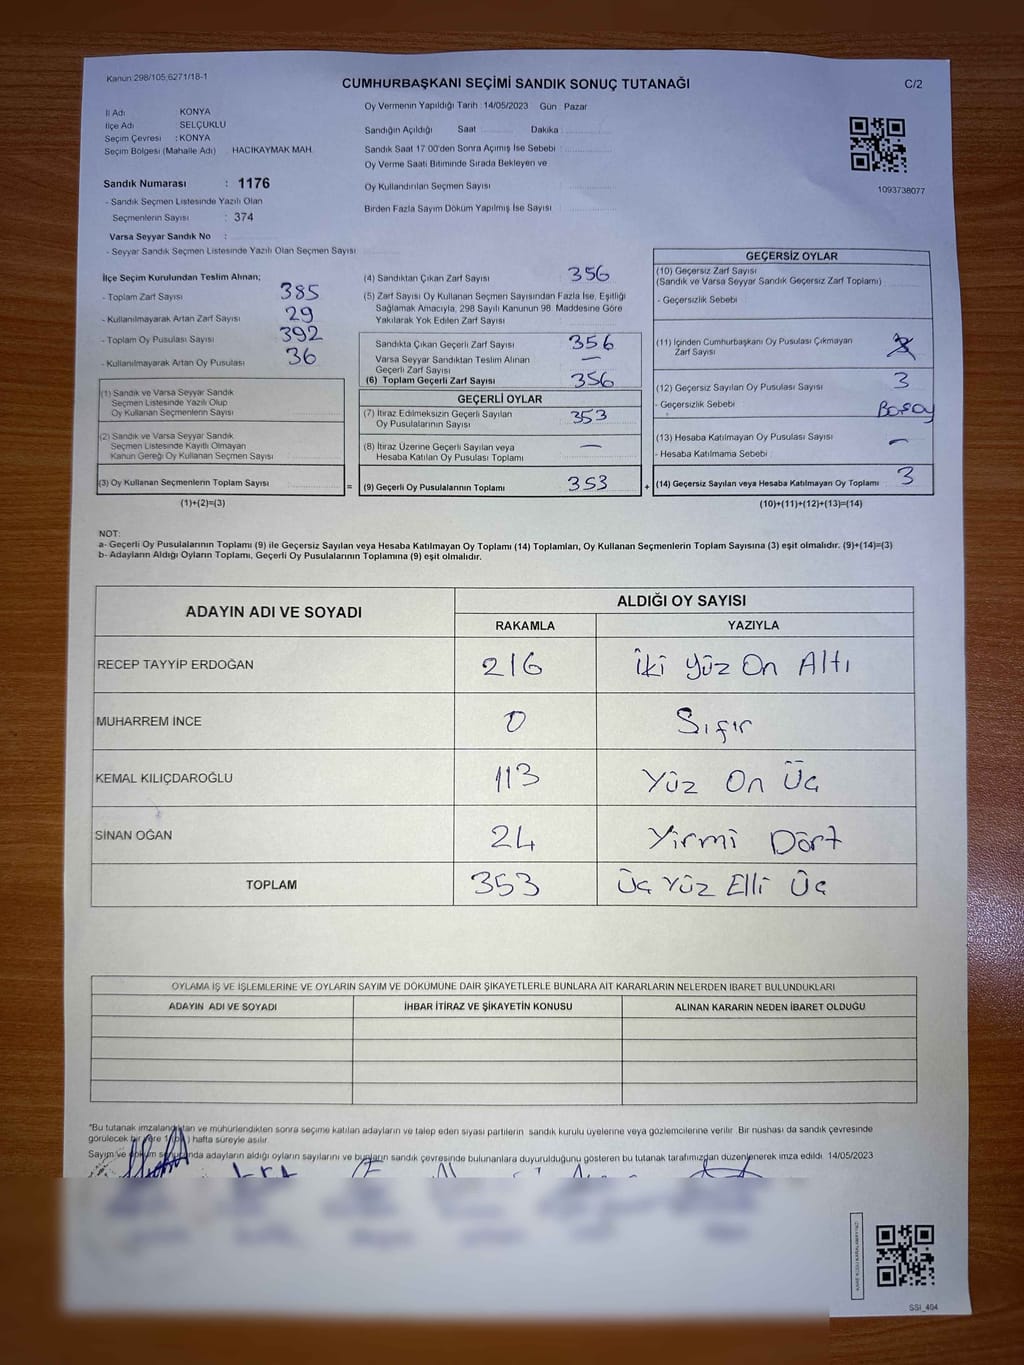 Kanun:298/105,6271/18-1
CUMHURBAŞKANI SEÇİMİ SANDIK SONUÇ TUTANAĞI
C/2
İl Adı : KONYA
İlçe Adı : SELÇUKLU
Seçim Çevresi : KONYA
Seçim Bölgesi (Mahalle Adı) : HACIKAYMAK MAH.
Sandık Numarası : 1176
- Sandık Seçmen Listesinde Yazılı Olan
Seçmenlerin Sayısı : 374
Varsa Seyyar Sandık No :
- Seyyar Sandık Seçmen Listesinde Yazılı Olan Seçmen Sayısı
Oy Vermenin Yapıldığı Tarih : 14/05/2023 Gün : Pazar
Sandığın Açıldığı Saat Dakika :
Sandık Saat 17:00'den Sonra Açımış İse Sebebi :
Oy Verme Saati Bitiminde Sırada Bekleyen ve
Oy Kullandırılan Seçmen Sayısı
Birden Fazla Sayım Döküm Yapılmış İse Sayısı
1093738077
İlçe Seçim Kurulundan Teslim Alınan;
- Toplam Zarf Sayısı 385
- Kullanılmayarak Artan Zarf Sayısı 29
- Toplam Oy Pusulası Sayısı 392
- Kullanılmayarak Artan Oy Pusulası 36
(1) Sandık ve Varsa Seyyar Sandık
Seçmen Listesinde Yazılı Olup
Oy Kullanan Seçmenlerin Sayısı
(2) Sandık ve Varsa Seyyar Sandık
Seçmen Listesinde Kayıtlı Olmayan
Kanun Gereği Oy Kullanan Seçmen Sayısı
(3) Oy Kullanan Seçmenlerin Toplam Sayısı
(1)+(2)=(3)
=
(4) Sandıktan Çıkan Zarf Sayısı 356
(5) Zarf Sayısı Oy Kullanan Seçmen Sayısından Fazla İse, Eşitliği
Sağlamak Amacıyla, 298 Sayılı Kanunun 98. Maddesine Göre
Yakılarak Yok Edilen Zarf Sayısı
Sandıkta Çıkan Geçerli Zarf Sayısı 356
Varsa Seyyar Sandıktan Teslim Alınan
Geçerli Zarf Sayısı —
(6) Toplam Geçerli Zarf Sayısı 356
GEÇERLİ OYLAR
(7) İtiraz Edilmeksizin Geçerli Sayılan
Oy Pusulalarının Sayısı 353
(8) İtiraz Üzerine Geçerli Sayılan veya
Hesaba Katılan Oy Pusulası Toplamı —
(9) Geçerli Oy Pusulalarının Toplamı 353
+
GEÇERSİZ OYLAR
(10) Geçersiz Zarf Sayısı
(Sandık ve Varsa Seyyar Sandık Geçersiz Zarf Toplamı)
- Geçersizlik Sebebi
(11) İçinden Cumhurbaşkanı Oy Pusulası Çıkmayan
Zarf Sayısı
(12) Geçersiz Sayılan Oy Pusulası Sayısı 3
- Geçersizlik Sebebi
(13) Hesaba Katılmayan Oy Pusulası Sayısı —
- Hesaba Katılmama Sebebi
(14) Geçersiz Sayılan veya Hesaba Katılmayan Oy Toplamı 3
(10)+(11)+(12)+(13)=(14)
NOT:
a- Geçerli Oy Pusulalarının Toplamı (9) ile Geçersiz Sayılan veya Hesaba Katılmayan Oy Toplamı (14) Toplamları, Oy Kullanan Seçmenlerin Toplam Sayısına (3) eşit olmalıdır. (9)+(14)=(3)
b- Adayların Aldığı Oyların Toplamı, Geçerli Oy Pusulalarının Toplamına (9) eşit olmalıdır.
ADAYIN ADI VE SOYADI
ALDIĞI OY SAYISI
RAKAMLA YAZIYLA
RECEP TAYYİP ERDOĞAN 216 İki Yüz On Altı
MUHARREM İNCE 0 Sıfır
KEMAL KILIÇDAROĞLU 113 Yüz On Üç
SİNAN OĞAN 24 Yirmi Dört
TOPLAM 353 Üç Yüz Elli Üç
OYLAMA İŞ VE İŞLEMLERİNE VE OYLARIN SAYIM VE DÖKÜMÜNE DAİR ŞİKAYETLERLE BUNLARA AİT KARARLARIN NELERDEN İBARET BULUNDUKLARI
ADAYIN ADI VE SOYADI İHBAR İTİRAZ VE ŞİKAYETİN KONUSU ALINAN KARARIN NEDEN İBARET OLDUĞU
*Bu tutanak imzalandıktan ve mühürlendikten sonra seçime katılan adayların ve talep eden siyasi partilerin sandık kurulu üyelerine veya gözlemcilerine verilir. Bir nüshası da sandık çevresinde
görülecek bir yere 1 hafta süreyle asılır.
Sayım ve döküm sonucunda adayların aldığı oyların sayılarını ve bunların sandık çevresinde bulunanlara duyurulduğunu gösteren bu tutanak tarafımızdan düzenlenerek imza edildi. 14/05/2023
SSI_494